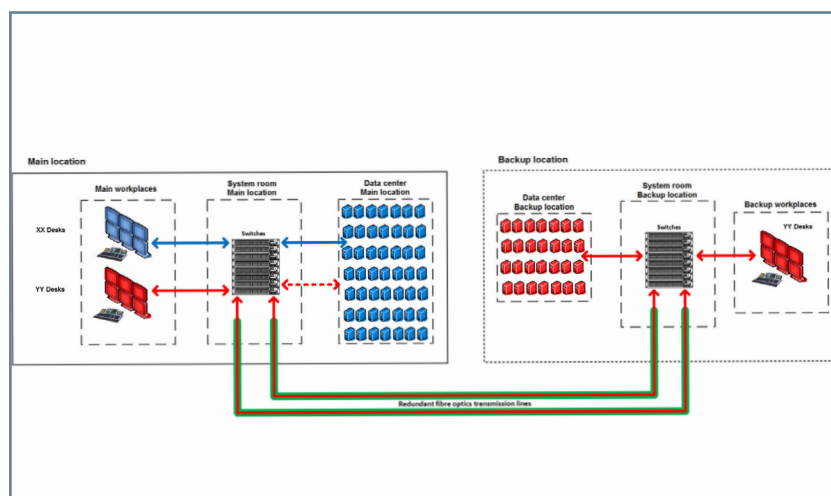 Main location
Main workplaces
System room
Main location
Data center
Main location
XX Desks
YY Desks
Switches
Backup location
Data center
Backup location
System room
Backup location
Backup workplaces
Switches
YY Desks
Redundant fibre optics transmission lines